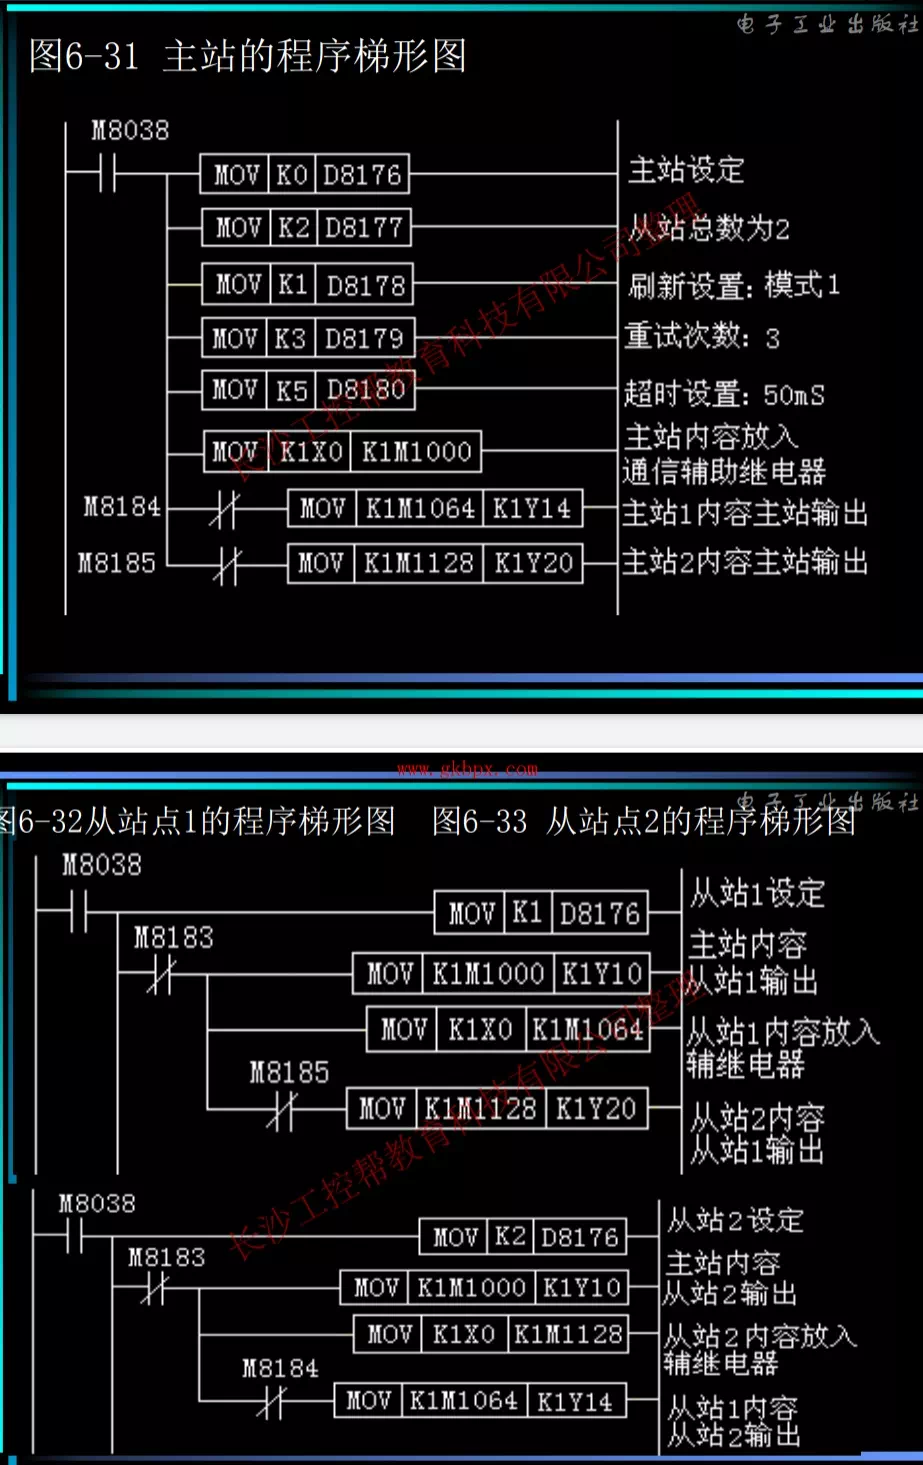 电子工业出版社
图6-31 主站的程序梯形图
M8038
MOV K0 D8176 主站设定
MOV K2 D8177 从站总数为2
MOV K1 D8178 刷新设置：模式1
MOV K3 D8179 重试次数：3
MOV K5 D8180 超时设置：50mS
MOV K1X0 K1M1000 主站内容放入
通信辅助继电器
M8184 MOV K1M1064 K1Y14 主站1内容主站输出
M8185 MOV K1M1128 K1Y20 主站2内容主站输出
长沙工控帮教育科技有限公司整理
www.gkbpx.com
电子工业出版社
图6-32从站点1的程序梯形图 图6-33 从站点2的程序梯形图
M8038
MOV K1 D8176 从站1设定
M8183
MOV K1M1000 K1Y10 主站内容
从站1输出
MOV K1X0 K1M1064 从站1内容放入
辅继电器
M8185
MOV K1M1128 K1Y20 从站2内容
从站1输出
长沙工控帮教育科技有限公司整理
M8038
MOV K2 D8176 从站2设定
M8183
MOV K1M1000 K1Y10 主站内容
从站2输出
MOV K1X0 K1M1128 从站2内容放入
辅继电器
M8184
MOV K1M1064 K1Y14 从站1内容
从站2输出